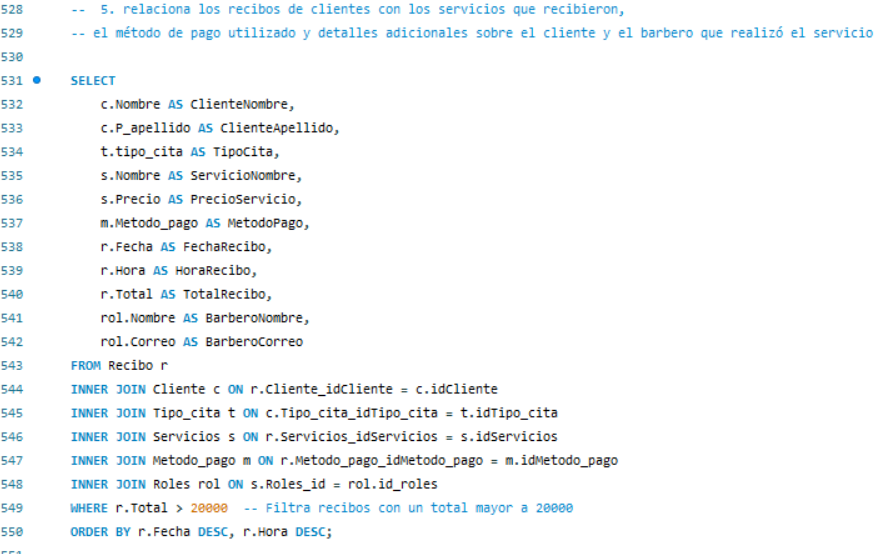 528 -- 5. relaciona los recibos de clientes con los servicios que recibieron,
529 -- el método de pago utilizado y detalles adicionales sobre el cliente y el barbero que realizó el servicio
530
531 SELECT
532 c.Nombre AS ClienteNombre,
533 c.P_apellido AS ClienteApellido,
534 t.tipo_cita AS TipoCita,
535 s.Nombre AS ServicioNombre,
536 s.Precio AS PrecioServicio,
537 m.Metodo_pago AS MetodoPago,
538 r.Fecha AS FechaRecibo,
539 r.Hora AS HoraRecibo,
540 r.Total AS TotalRecibo,
541 rol.Nombre AS BarberoNombre,
542 rol.Correo AS BarberoCorreo
543 FROM Recibo r
544 INNER JOIN Cliente c ON r.Cliente_idCliente = c.idCliente
545 INNER JOIN Tipo_cita t ON c.Tipo_cita_idTipo_cita = t.idTipo_cita
546 INNER JOIN Servicios s ON r.Servicios_idServicios = s.idServicios
547 INNER JOIN Metodo_pago m ON r.Metodo_pago_idMetodo_pago = m.idMetodo_pago
548 INNER JOIN Roles rol ON s.Roles_id = rol.id_roles
549 WHERE r.Total > 20000 -- Filtra recibos con un total mayor a 20000
550 ORDER BY r.Fecha DESC, r.Hora DESC;